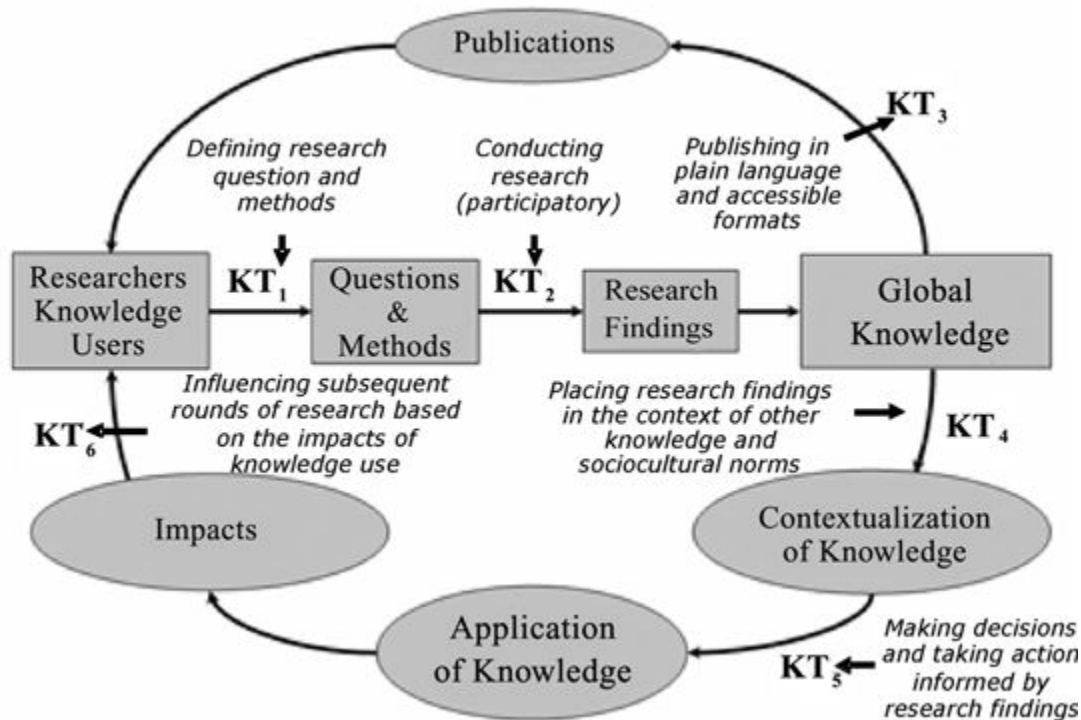 Publications
KT3
Defining research
question and
methods
Conducting
research
(participatory)
Publishing in
plain language
and accessible
formats
Researchers
Knowledge
Users
KT1
Questions
&
Methods
KT2
Research
Findings
Global
Knowledge
Influencing subsequent
rounds of research based
on the impacts of
knowledge use
KT6
Placing research findings
in the context of other
knowledge and
sociocultural norms
KT4
Impacts
Contextualization
of Knowledge
Application
of Knowledge
KT5
Making decisions
and taking action
informed by
research findings